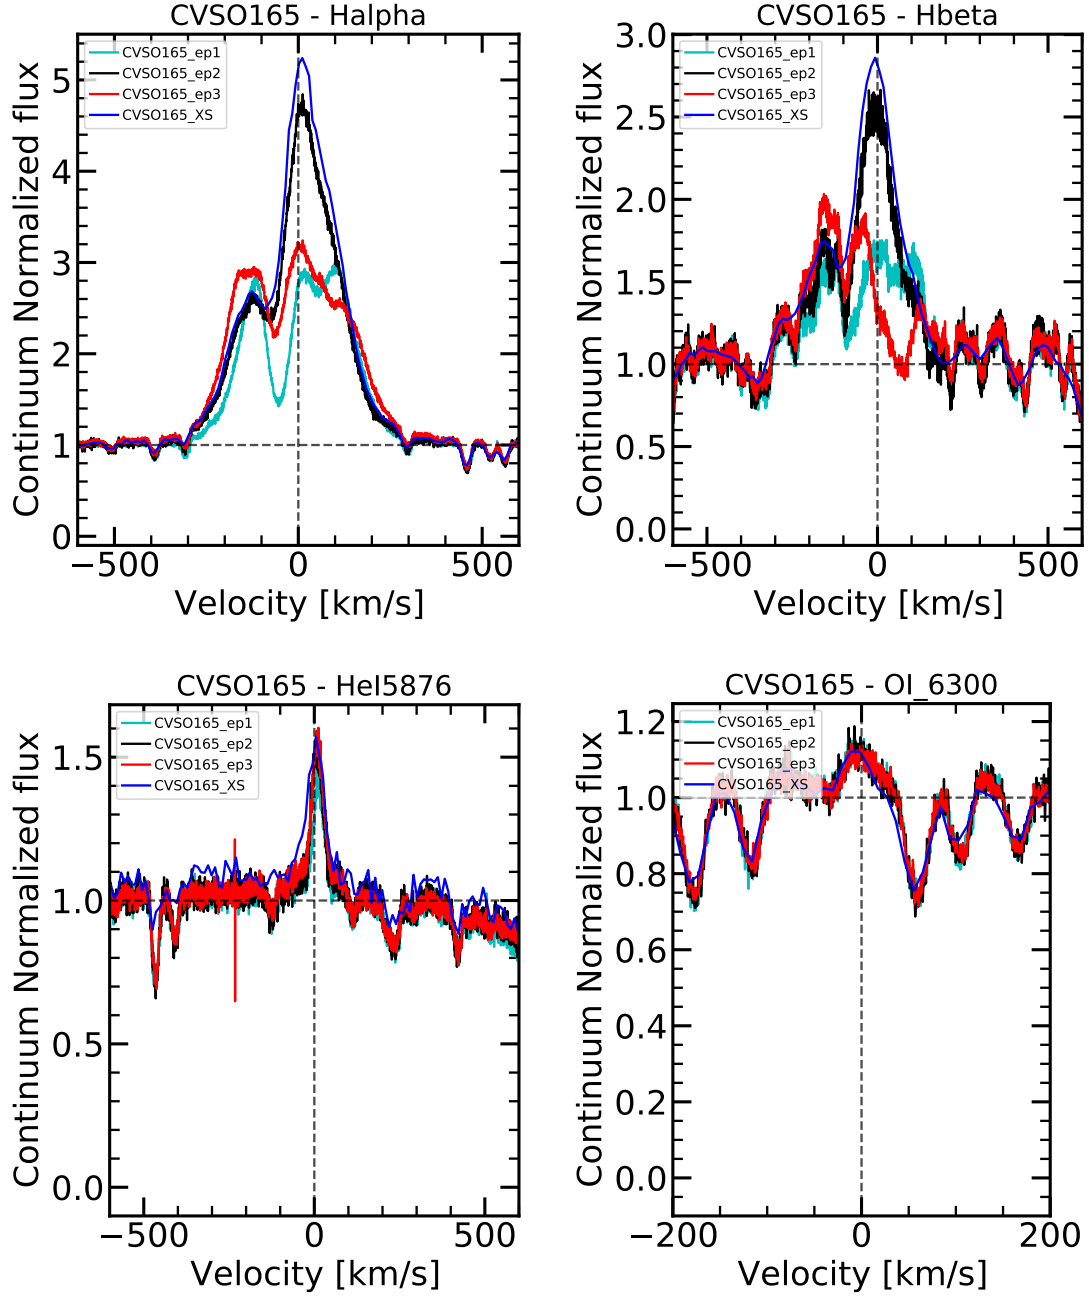 CVSO165 - Halpha
CVSO165_ep1
CVSO165_ep2
CVSO165_ep3
CVSO165_XS
Continuum Normalized flux
5
4
3
2
1
0
−500 0 500
Velocity [km/s]
CVSO165 - Hbeta
CVSO165_ep1
CVSO165_ep2
CVSO165_ep3
CVSO165_XS
Continuum Normalized flux
3.0
2.5
2.0
1.5
1.0
0.5
0.0
−500 0 500
Velocity [km/s]
CVSO165 - HeI5876
CVSO165_ep1
CVSO165_ep2
CVSO165_ep3
CVSO165_XS
Continuum Normalized flux
1.5
1.0
0.5
0.0
−500 0 500
Velocity [km/s]
CVSO165 - OI_6300
CVSO165_ep1
CVSO165_ep2
CVSO165_ep3
CVSO165_XS
Continuum Normalized flux
1.2
1.0
0.8
0.6
0.4
0.2
0.0
−200 0 200
Velocity [km/s]